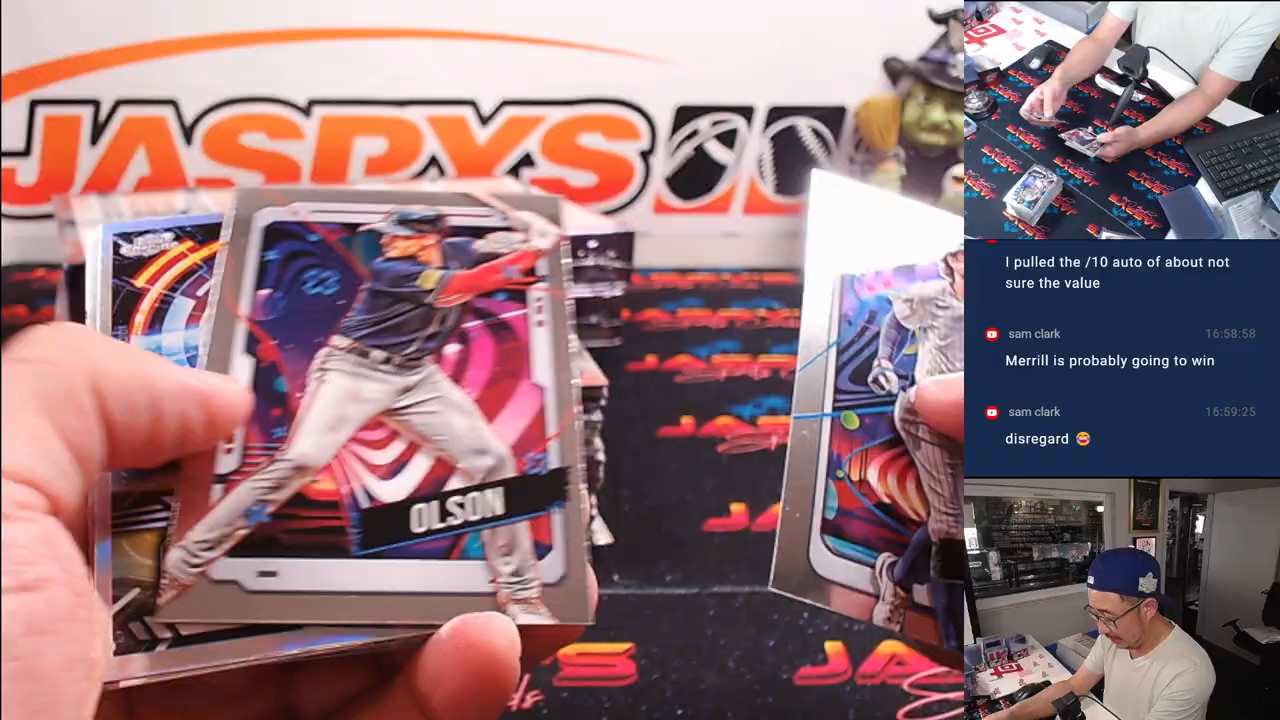 JASPYS
OLSON
I pulled the /10 auto of about not
sure the value
sam clark 16:58:58
Merrill is probably going to win
sam clark 16:59:25
disregard 😂